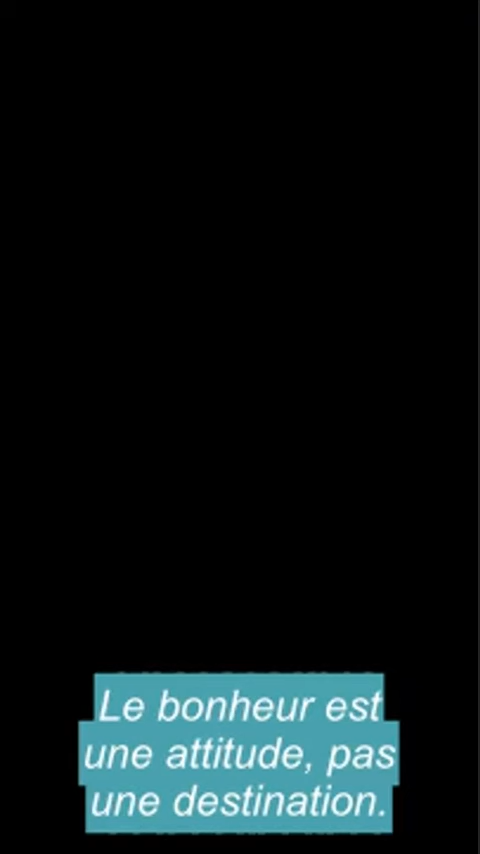 Le bonheur est
une attitude, pas
une destination.